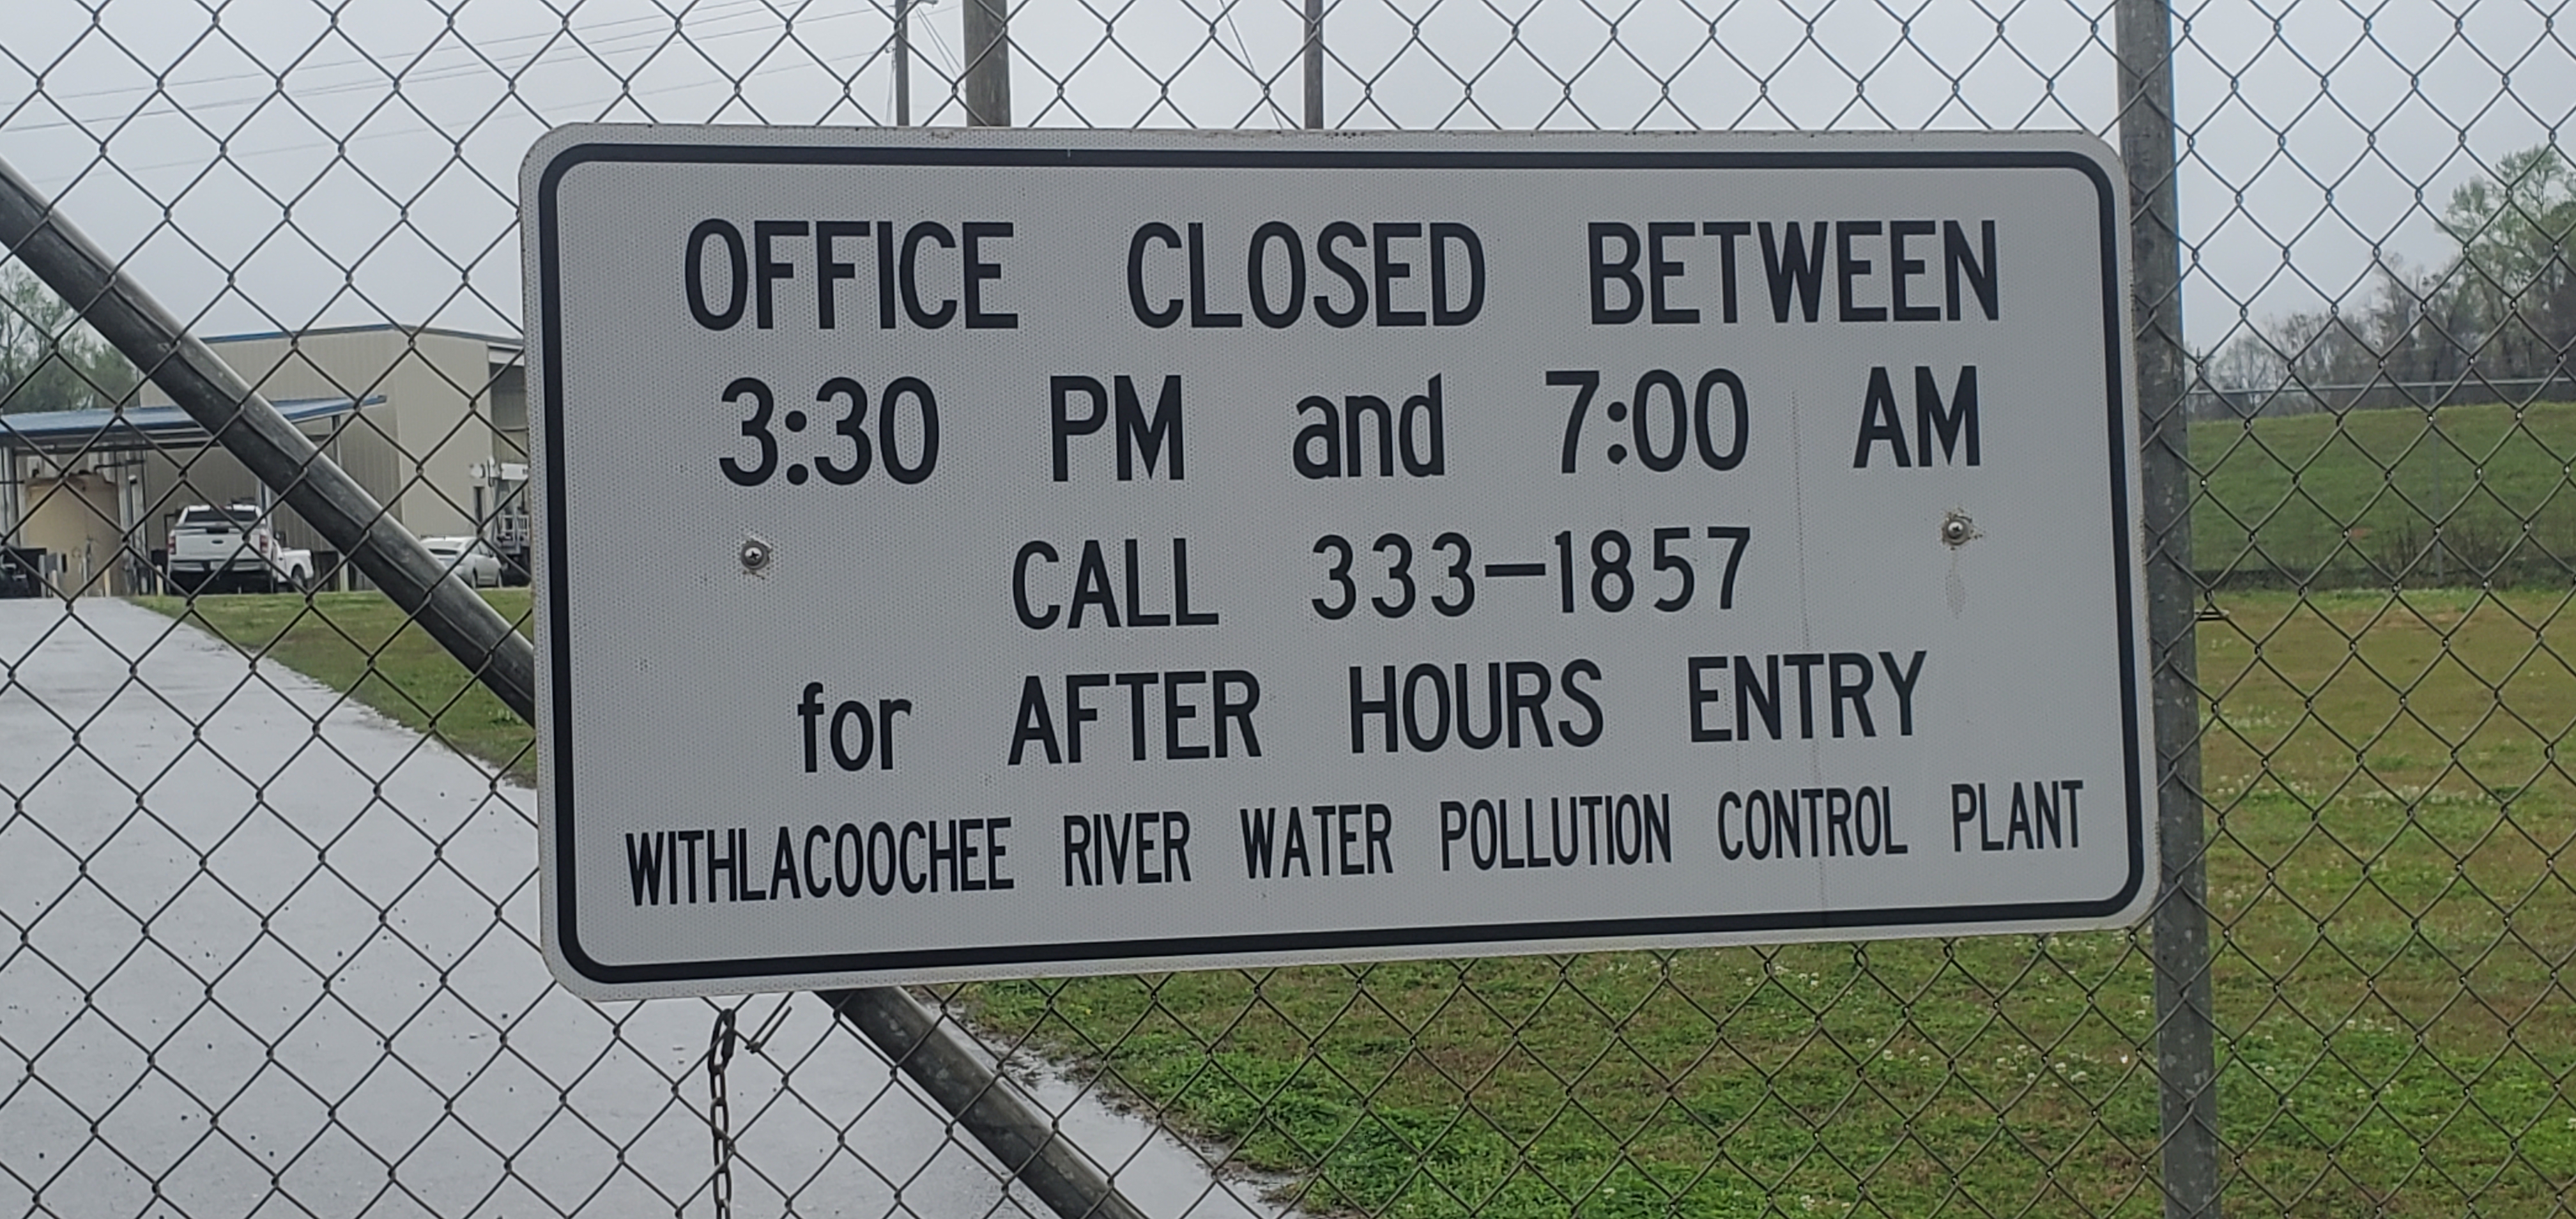 OFFICE CLOSED BETWEEN
3:30 PM and 7:00 AM
CALL 333-1857
for AFTER HOURS ENTRY
WITHLACOOCHEE RIVER WATER POLLUTION CONTROL PLANT